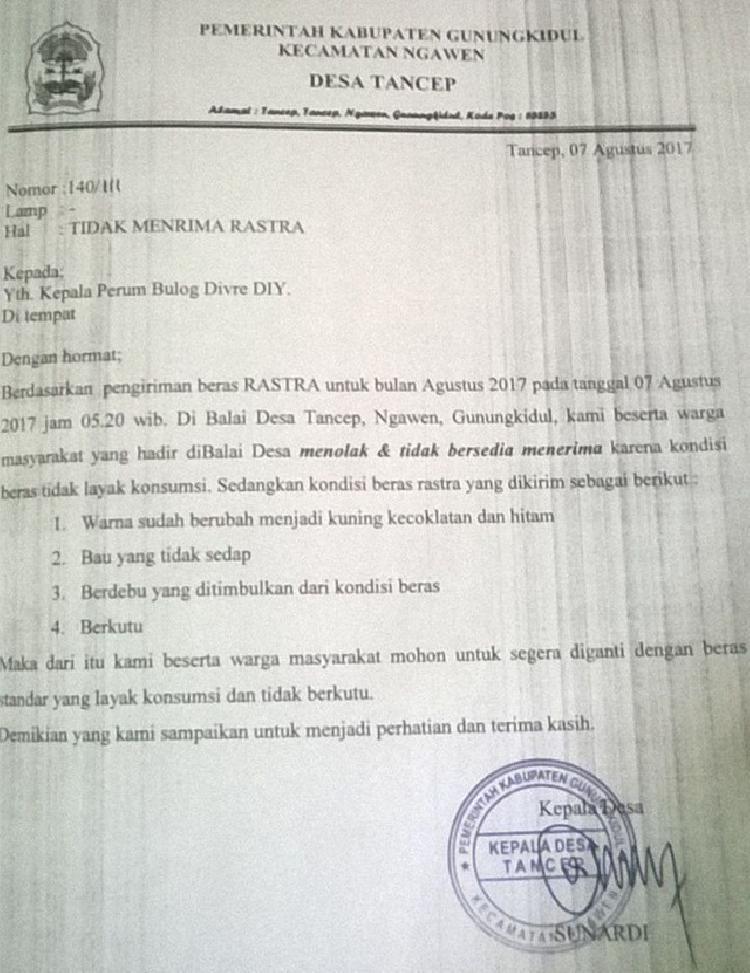 PEMERINTAH KABUPATEN GUNUNGKIDUL
KECAMATAN NGAWEN
DESA TANCEP
Alamat : Tancep, Tancep, Ngawen, Gunungkidul, Kode Pos :
Tancep, 07 Agustus 2017
Nomor :140/
Lamp : -
Hal : TIDAK MENRIMA RASTRA
Kepada:
Yth. Kepala Perum Bulog Divre DIY.
Di tempat
Dengan hormat;
Berdasarkan pengiriman beras RASTRA untuk bulan Agustus 2017 pada tanggal 07 Agustus
2017 jam 05.20 wib. Di Balai Desa Tancep, Ngawen, Gunungkidul, kami beserta warga
masyarakat yang hadir diBalai Desa menolak & tidak bersedia menerima karena kondisi
beras tidak layak konsumsi. Sedangkan kondisi beras rastra yang dikirim sebagai berikut :
1. Warna sudah berubah menjadi kuning kecoklatan dan hitam
2. Bau yang tidak sedap
3. Berdebu yang ditimbulkan dari kondisi beras
4. Berkutu
Maka dari itu kami beserta warga masyarakat mohon untuk segera diganti dengan beras
standar yang layak konsumsi dan tidak berkutu.
Demikian yang kami sampaikan untuk menjadi perhatian dan terima kasih.
Kepala Desa
PEMERINTAH KABUPATEN GUNUNGKIDUL
KEPALA DESA
TANCEP
KECAMATAN NGAWEN
SUNARDI